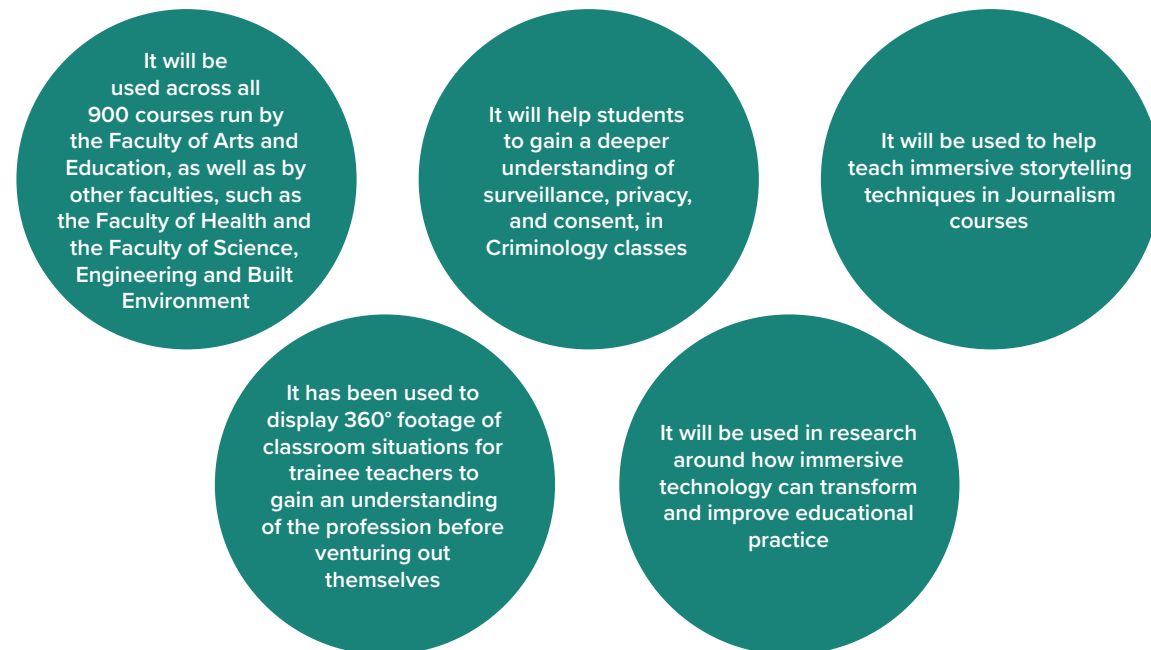 It will be
used across all
900 courses run by
the Faculty of Arts and
Education, as well as by
other faculties, such as
the Faculty of Health and
the Faculty of Science,
Engineering and Built
Environment
It will help students
to gain a deeper
understanding of
surveillance, privacy,
and consent, in
Criminology classes
It will be used to help
teach immersive storytelling
techniques in Journalism
courses
It has been used to
display 360° footage of
classroom situations for
trainee teachers to
gain an understanding
of the profession before
venturing out
themselves
It will be used in research
around how immersive
technology can transform
and improve educational
practice